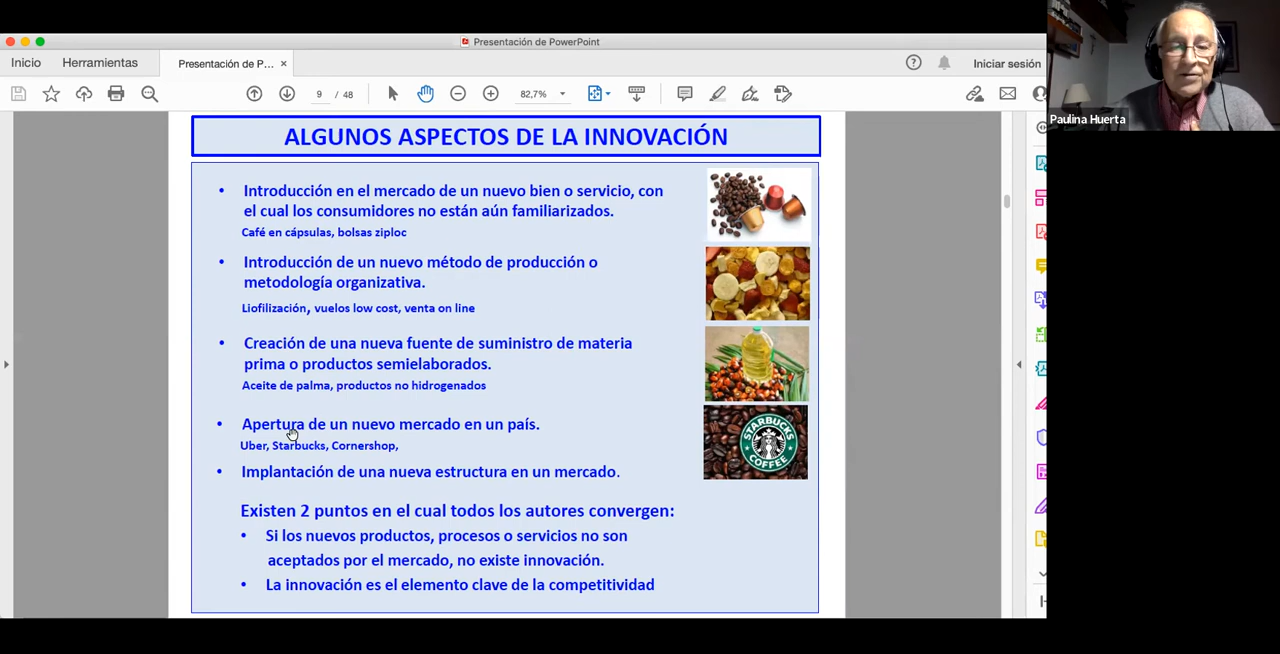 Presentación de PowerPoint
Inicio
Herramientas
Presentación de P... ×
Iniciar sesión
9 / 48
82,7%
Paulina Huerta
ALGUNOS ASPECTOS DE LA INNOVACIÓN
• Introducción en el mercado de un nuevo bien o servicio, con
el cual los consumidores no están aún familiarizados.
Café en cápsulas, bolsas ziploc
• Introducción de un nuevo método de producción o
metodología organizativa.
Liofilización, vuelos low cost, venta on line
• Creación de una nueva fuente de suministro de materia
prima o productos semielaborados.
Aceite de palma, productos no hidrogenados
• Apertura de un nuevo mercado en un país.
Uber, Starbucks, Cornershop,
STARBUCKS
COFFEE
• Implantación de una nueva estructura en un mercado.
Existen 2 puntos en el cual todos los autores convergen:
• Si los nuevos productos, procesos o servicios no son
aceptados por el mercado, no existe innovación.
• La innovación es el elemento clave de la competitividad